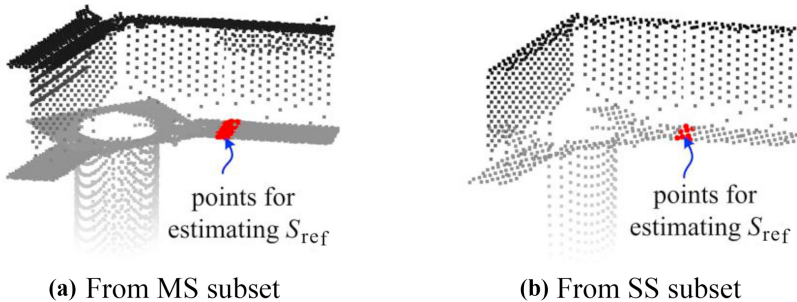 points for
estimating S_ref
points for
estimating S_ref
(a) From MS subset
(b) From SS subset